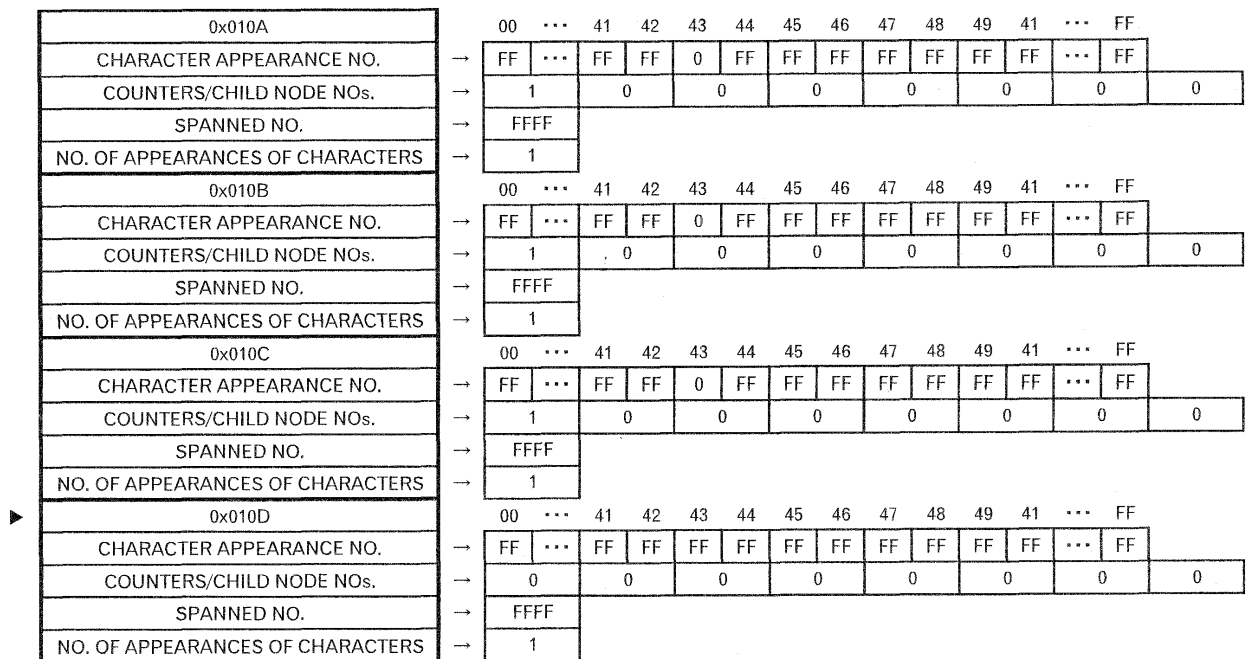 0x010A 00 ··· 41 42 43 44 45 46 47 48 49 41 ··· FF
CHARACTER APPEARANCE NO. → FF ··· FF FF 0 FF FF FF FF FF FF FF ··· FF
COUNTERS/CHILD NODE NOs. → 1 0 0 0 0 0 0 0
SPANNED NO. → FFFF
NO. OF APPEARANCES OF CHARACTERS → 1
0x010B 00 ··· 41 42 43 44 45 46 47 48 49 41 ··· FF
CHARACTER APPEARANCE NO. → FF ··· FF FF 0 FF FF FF FF FF FF FF ··· FF
COUNTERS/CHILD NODE NOs. → 1 0 0 0 0 0 0 0
SPANNED NO. → FFFF
NO. OF APPEARANCES OF CHARACTERS → 1
0x010C 00 ··· 41 42 43 44 45 46 47 48 49 41 ··· FF
CHARACTER APPEARANCE NO. → FF ··· FF FF 0 FF FF FF FF FF FF FF ··· FF
COUNTERS/CHILD NODE NOs. → 1 0 0 0 0 0 0 0
SPANNED NO. → FFFF
NO. OF APPEARANCES OF CHARACTERS → 1
▶ 0x010D 00 ··· 41 42 43 44 45 46 47 48 49 41 ··· FF
CHARACTER APPEARANCE NO. → FF ··· FF FF FF FF FF FF FF FF FF FF ··· FF
COUNTERS/CHILD NODE NOs. → 0 0 0 0 0 0 0 0
SPANNED NO. → FFFF
NO. OF APPEARANCES OF CHARACTERS → 1